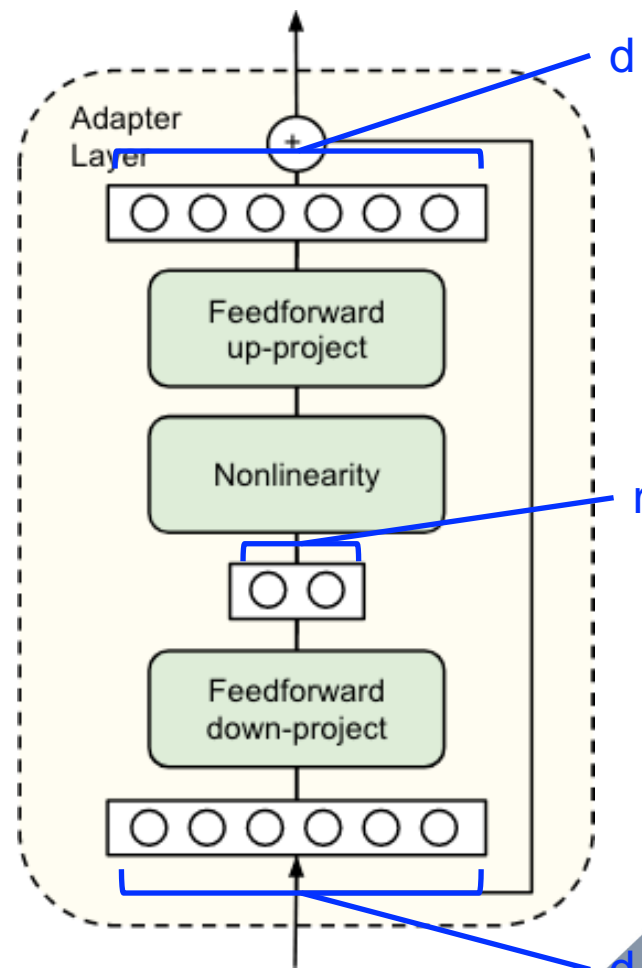 d
Adapter
Layer
+
Feedforward
up-project
Nonlinearity
r
Feedforward
down-project
d